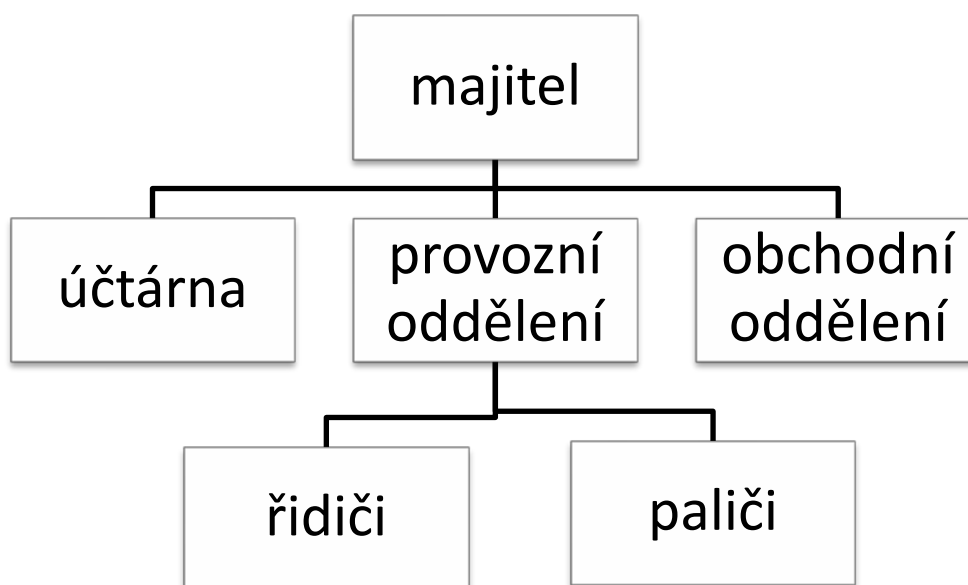 majitel
účtárna
provozní
oddělení
obchodní
oddělení
řidiči
paliči